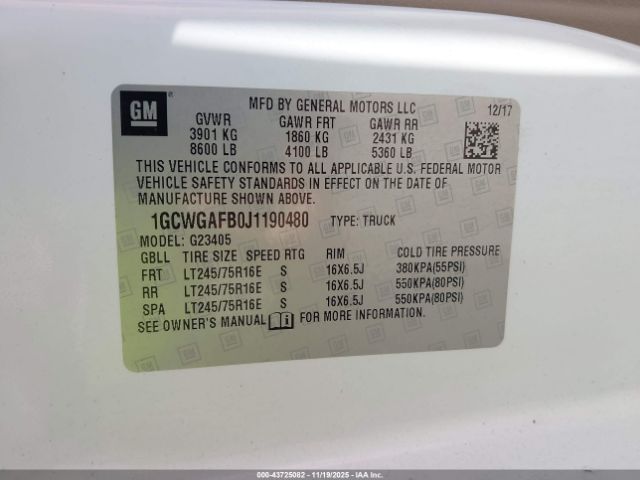 GM ®
MFD BY GENERAL MOTORS LLC 12/17
GVWR GAWR FRT GAWR RR
3901 KG 1860 KG 2431 KG
8600 LB 4100 LB 5360 LB
THIS VEHICLE CONFORMS TO ALL APPLICABLE U.S. FEDERAL MOTOR
VEHICLE SAFETY STANDARDS IN EFFECT ON THE DATE OF
MANUFACTURE SHOWN ABOVE.
1GCWGAFB0J1190480 TYPE: TRUCK
MODEL: G23405
GBLL TIRE SIZE SPEED RTG RIM COLD TIRE PRESSURE
FRT LT245/75R16E S 16X6.5J 380KPA(55PSI)
RR LT245/75R16E S 16X6.5J 550KPA(80PSI)
SPA LT245/75R16E S 16X6.5J 550KPA(80PSI)
SEE OWNER'S MANUAL i FOR MORE INFORMATION.
000-43725082 - 11/19/2025 - IAAI.COM